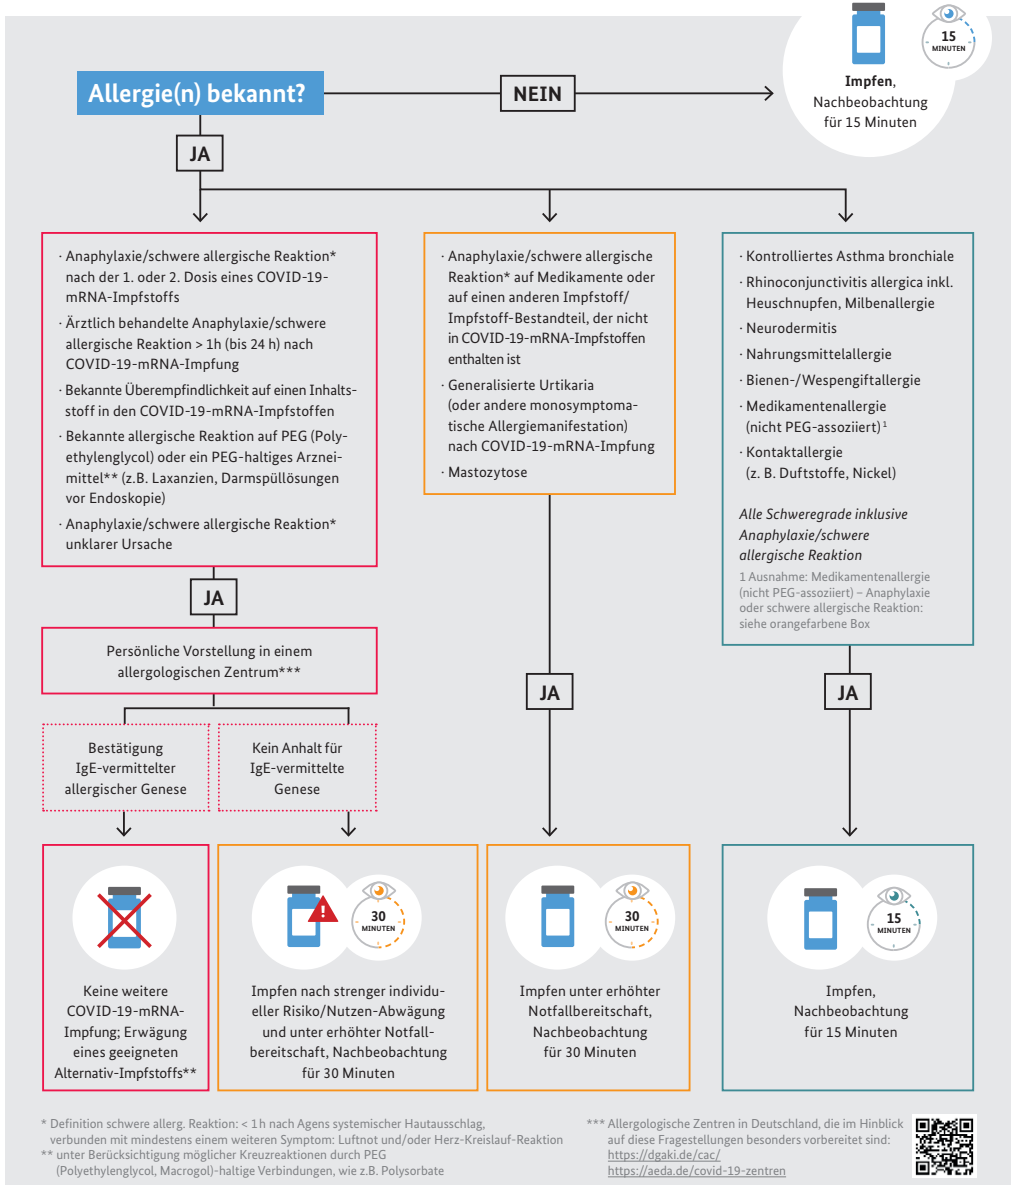 15
MINUTEN
Impfen,
Nachbeobachtung
für 15 Minuten
Allergie(n) bekannt?
NEIN
JA
· Anaphylaxie/schwere allergische Reaktion*
nach der 1. oder 2. Dosis eines COVID-19-
mRNA-Impfstoffs
· Ärztlich behandelte Anaphylaxie/schwere
allergische Reaktion > 1h (bis 24 h) nach
COVID-19-mRNA-Impfung
· Bekannte Überempfindlichkeit auf einen Inhalts-
stoff in den COVID-19-mRNA-Impfstoffen
· Bekannte allergische Reaktion auf PEG (Poly-
ethylenglycol) oder ein PEG-haltiges Arznei-
mittel** (z.B. Laxanzien, Darmspüllösungen
vor Endoskopie)
· Anaphylaxie/schwere allergische Reaktion*
unklarer Ursache
· Anaphylaxie/schwere allergische
Reaktion* auf Medikamente oder
auf einen anderen Impfstoff/
Impfstoff-Bestandteil, der nicht
in COVID-19-mRNA-Impfstoffen
enthalten ist
· Generalisierte Urtikaria
(oder andere monosymptoma-
tische Allergiemanifestation)
nach COVID-19-mRNA-Impfung
· Mastozytose
· Kontrolliertes Asthma bronchiale
· Rhinoconjunctivitis allergica inkl.
Heuschnupfen, Milbenallergie
· Neurodermitis
· Nahrungsmittelallergie
· Bienen-/Wespengiftallergie
· Medikamentenallergie
(nicht PEG-assoziiert)¹
· Kontaktallergie
(z. B. Duftstoffe, Nickel)
Alle Schweregrade inklusive
Anaphylaxie/schwere
allergische Reaktion
1 Ausnahme: Medikamentenallergie
(nicht PEG-assoziiert) – Anaphylaxie
oder schwere allergische Reaktion:
siehe orangefarbene Box
JA
Persönliche Vorstellung in einem
allergologischen Zentrum***
JA
JA
Bestätigung
IgE-vermittelter
allergischer Genese
Kein Anhalt für
IgE-vermittelte
Genese
Keine weitere
COVID-19-mRNA-
Impfung; Erwägung
eines geeigneten
Alternativ-Impfstoffs**
!
30
MINUTEN
Impfen nach strenger individu-
eller Risiko/Nutzen-Abwägung
und unter erhöhter Notfall-
bereitschaft, Nachbeobachtung
für 30 Minuten
30
MINUTEN
Impfen unter erhöhter
Notfallbereitschaft,
Nachbeobachtung
für 30 Minuten
15
MINUTEN
Impfen,
Nachbeobachtung
für 15 Minuten
* Definition schwere allerg. Reaktion: < 1 h nach Agens systemischer Hautausschlag,
verbunden mit mindestens einem weiteren Symptom: Luftnot und/oder Herz-Kreislauf-Reaktion
** unter Berücksichtigung möglicher Kreuzreaktionen durch PEG
(Polyethylenglycol, Macrogol)-haltige Verbindungen, wie z.B. Polysorbate
*** Allergologische Zentren in Deutschland, die im Hinblick
auf diese Fragestellungen besonders vorbereitet sind:
https://dgaki.de/cac/
https://aeda.de/covid-19-zentren